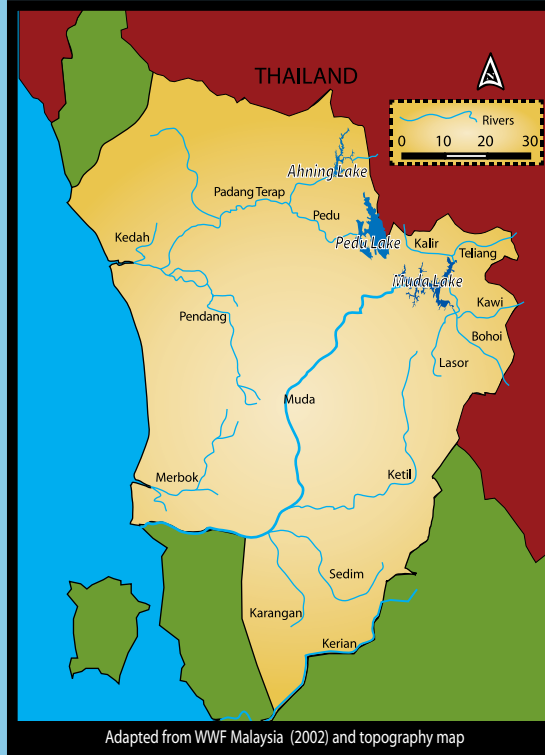 THAILAND
Rivers
0 10 20 30
Ahning Lake
Padang Terap
Pedu
Kedah
Pedu Lake
Kalir
Teliang
Muda Lake
Kawi
Pendang
Bohoi
Lasor
Muda
Merbok
Ketil
Sedim
Karangan
Kerian
Adapted from WWF Malaysia (2002) and topography map